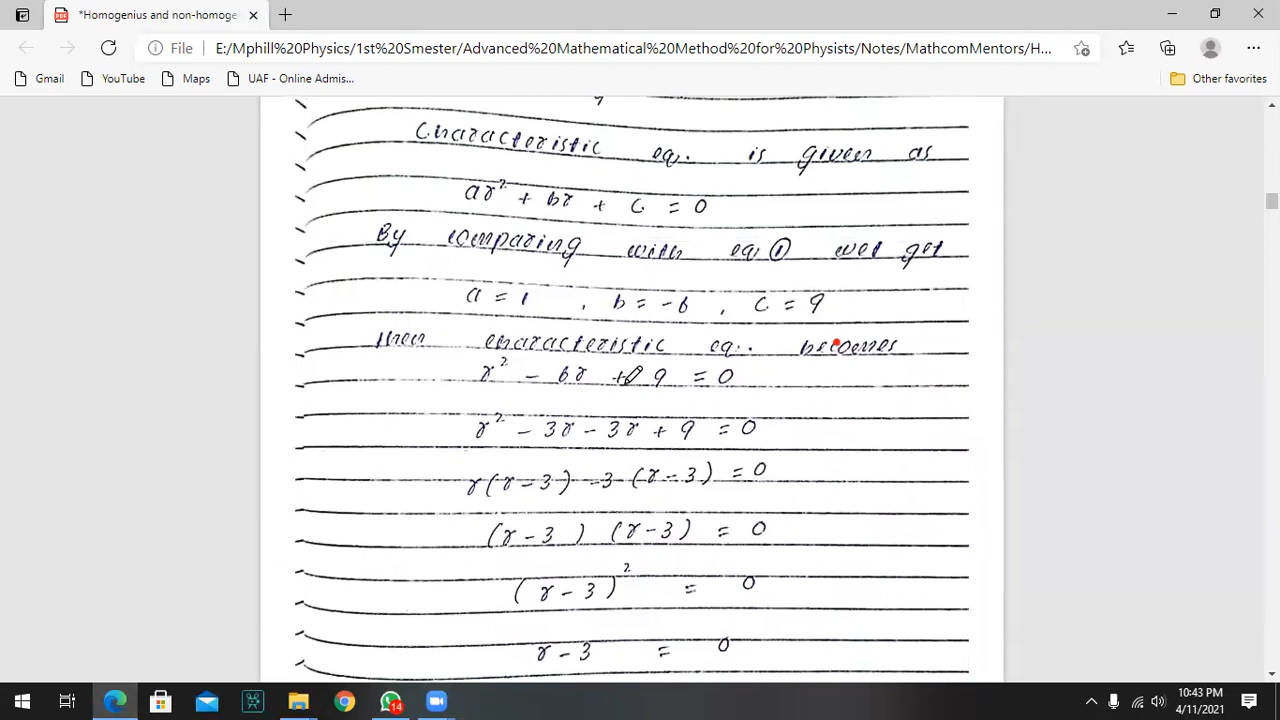 *Homogenius and non-homoge
File
E:/Mphill%20Physics/1st%20Smester/Advanced%20Mathematical%20Method%20for%20Physists/Notes/MathcomMentors/H...
Gmail YouTube Maps UAF - Online Admis... Other favorites
Characteristic eq. is given as
ar² + br + c = 0
By comparing with eq ① wel get
a = 1 , b = -6 , c = 9
then characteristic eq. becomes
r² - 6r + 9 = 0
r² - 3r - 3r + 9 = 0
r(r-3) -3 (r-3) = 0
(r-3) (r-3) = 0
(r-3)² = 0
r-3 = 0
14
10:43 PM
4/11/2021